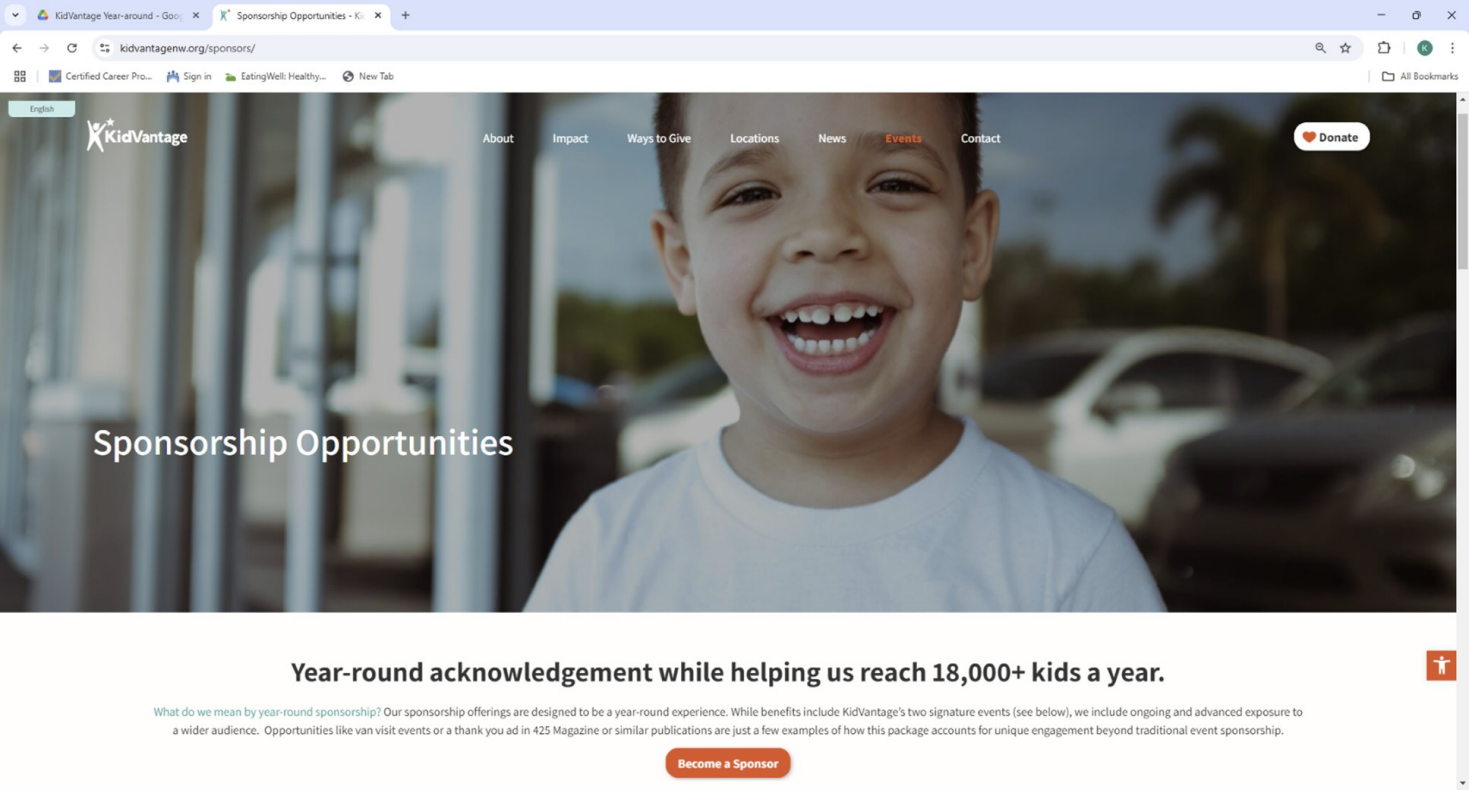 KidVantage Year-around - Goo
Sponsorship Opportunities - Ki
kidvantagenw.org/sponsors/
K
Certified Career Pro...
Sign in
EatingWell: Healthy...
New Tab
All Bookmarks
English
KidVantage
About
Impact
Ways to Give
Locations
News
Events
Contact
Donate
Sponsorship Opportunities
Year-round acknowledgement while helping us reach 18,000+ kids a year.
What do we mean by year-round sponsorship? Our sponsorship offerings are designed to be a year-round experience. While benefits include KidVantage's two signature events (see below), we include ongoing and advanced exposure to
a wider audience. Opportunities like van visit events or a thank you ad in 425 Magazine or similar publications are just a few examples of how this package accounts for unique engagement beyond traditional event sponsorship.
Become a Sponsor